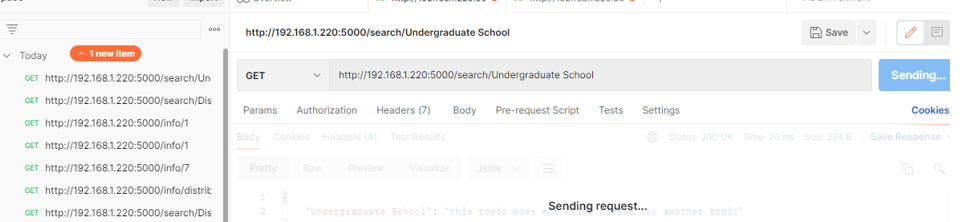 New
Import
Overview
No Environment
Today
1 new item
GET http://192.168.1.220:5000/search/Un
GET http://192.168.1.220:5000/search/Dis
GET http://192.168.1.220:5000/info/1
GET http://192.168.1.220:5000/info/1
GET http://192.168.1.220:5000/info/7
GET http://192.168.1.220:5000/info/distrib
GET http://192.168.1.220:5000/search/Dis
http://192.168.1.220:5000/search/Undergraduate School
Save
GET http://192.168.1.220:5000/search/Undergraduate School Sending...
Params Authorization Headers (7) Body Pre-request Script Tests Settings Cookies
Body Cookies Headers (4) Test Results Status: 200 OK Time: 20 ms Size: 224 B Save Response
Pretty Raw Preview Visualize JSON
1
Sending request...
2 "Undergraduate School": "this topic does not exist please try another topic"